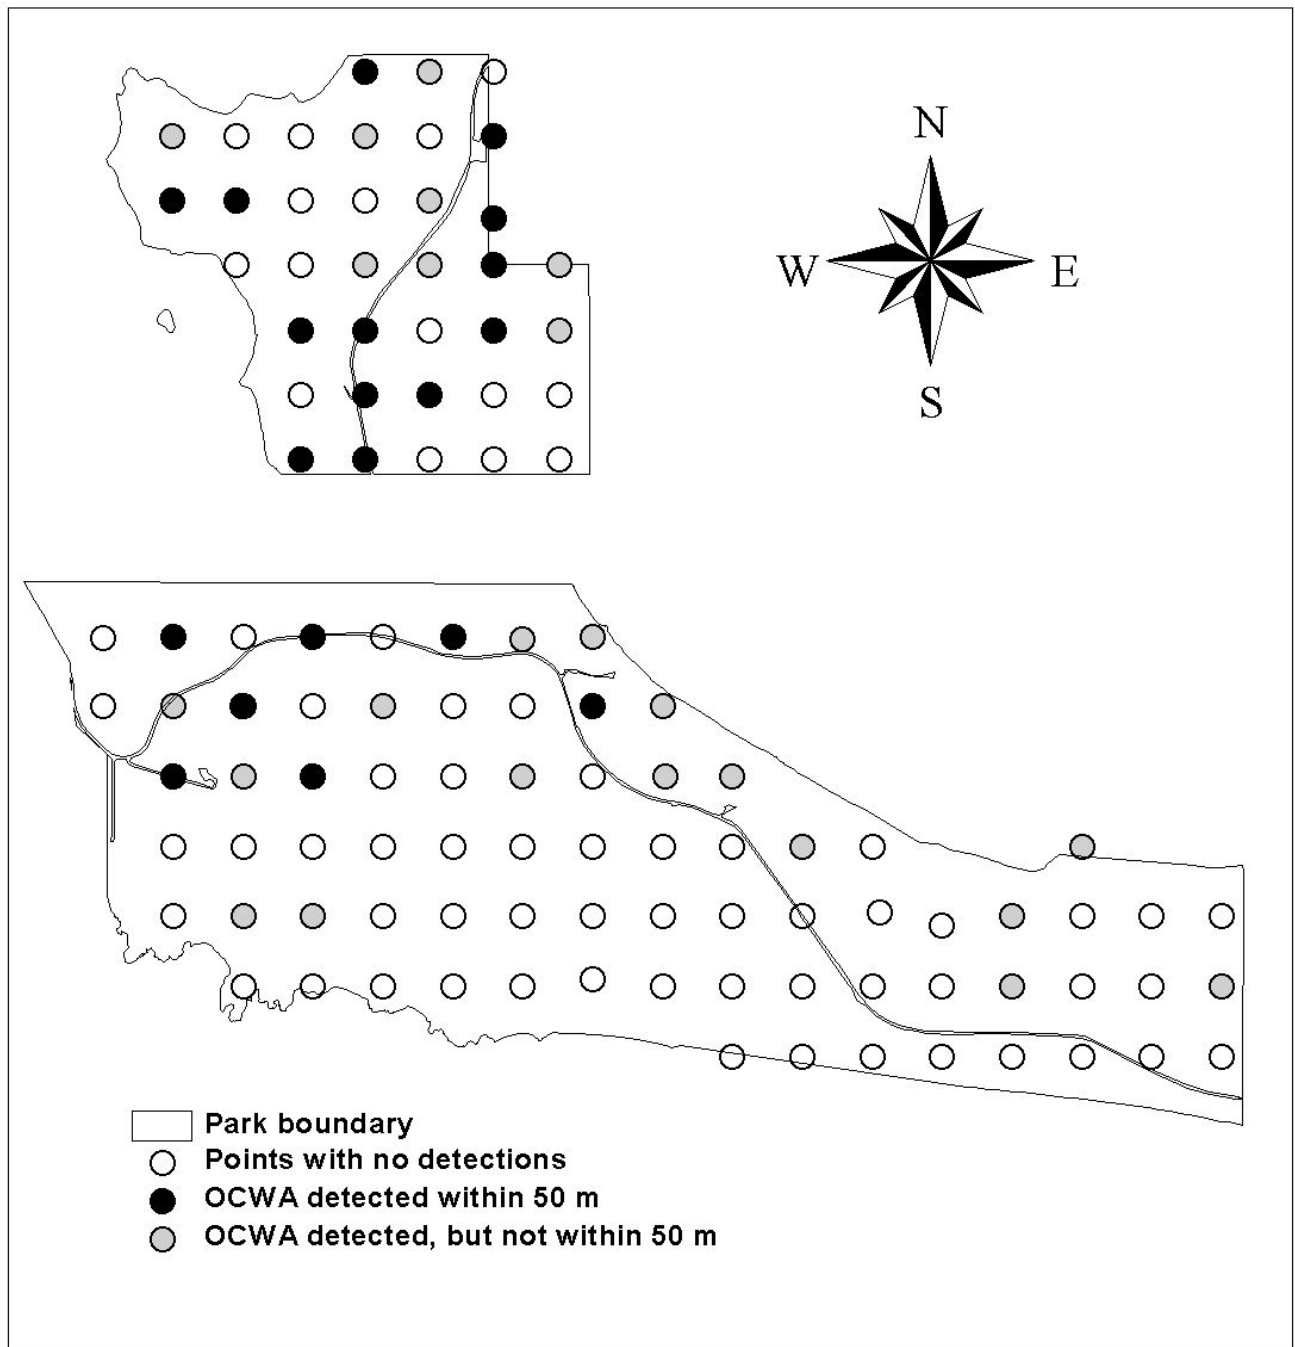 N
W E
S
Park boundary
Points with no detections
OCWA detected within 50 m
OCWA detected, but not within 50 m